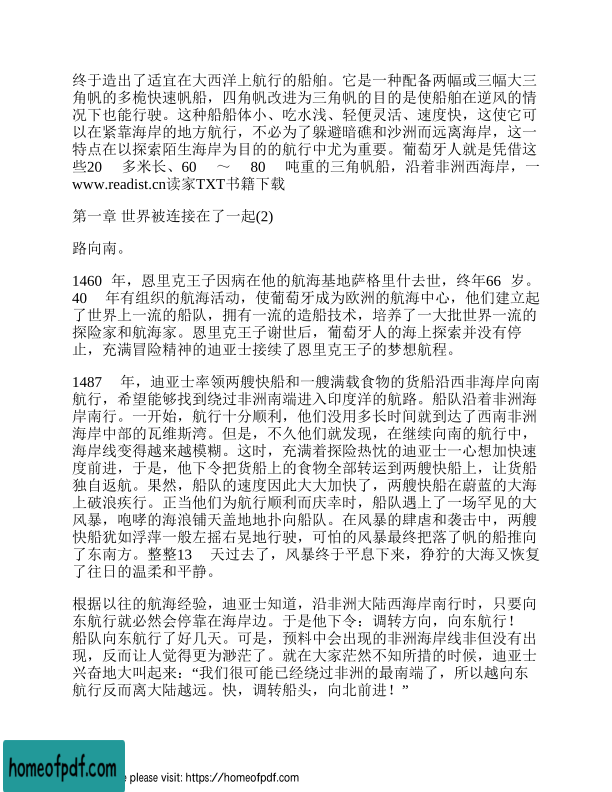 终于造出了适宜在大西洋上航行的船舶。它是一种配备两幅或三幅大三
角帆的多桅快速帆船，四角帆改进为三角帆的目的是使船舶在逆风的情
况下也能行驶。这种船船体小、吃水浅、轻便灵活、速度快，这使它可
以在紧靠海岸的地方航行，不必为了躲避暗礁和沙洲而远离海岸，这一
特点在以探索陌生海岸为目的的航行中尤为重要。葡萄牙人就是凭借这
些20 多米长、60 ～ 80 吨重的三角帆船，沿着非洲西海岸，一
www.readist.cn读家TXT书籍下载
第一章 世界被连接在了一起(2)
路向南。
1460 年，恩里克王子因病在他的航海基地萨格里什去世，终年66 岁。
40 年有组织的航海活动，使葡萄牙成为欧洲的航海中心，他们建立起
了世界上一流的船队，拥有一流的造船技术，培养了一大批世界一流的
探险家和航海家。恩里克王子谢世后，葡萄牙人的海上探索并没有停
止，充满冒险精神的迪亚士接续了恩里克王子的梦想航程。
1487 年，迪亚士率领两艘快船和一艘满载食物的货船沿西非海岸向南
航行，希望能够找到绕过非洲南端进入印度洋的航路。船队沿着非洲海
岸南行。一开始，航行十分顺利，他们没用多长时间就到达了西南非洲
海岸中部的瓦维斯湾。但是，不久他们就发现，在继续向南的航行中，
海岸线变得越来越模糊。这时，充满着探险热忱的迪亚士一心想加快速
度前进，于是，他下令把货船上的食物全部转运到两艘快船上，让货船
独自返航。果然，船队的速度因此大大加快了，两艘快船在蔚蓝的大海
上破浪疾行。正当他们为航行顺利而庆幸时，船队遇上了一场罕见的大
风暴，咆哮的海浪铺天盖地地扑向船队。在风暴的肆虐和袭击中，两艘
快船犹如浮萍一般左摇右晃地行驶，可怕的风暴最终把落了帆的船推向
了东南方。整整13 天过去了，风暴终于平息下来，狰狞的大海又恢复
了往日的温柔和平静。
根据以往的航海经验，迪亚士知道，沿非洲大陆西海岸南行时，只要向
东航行就必然会停靠在海岸边。于是他下令：调转方向，向东航行！
船队向东航行了好几天。可是，预料中会出现的非洲海岸线非但没有出
现，反而让人觉得更为渺茫了。就在大家茫然不知所措的时候，迪亚士
兴奋地大叫起来：“我们很可能已经绕过非洲的最南端了，所以越向东
航行反而离大陆越远。快，调转船头，向北前进！”
homeofpdf.com
please visit: https://homeofpdf.com